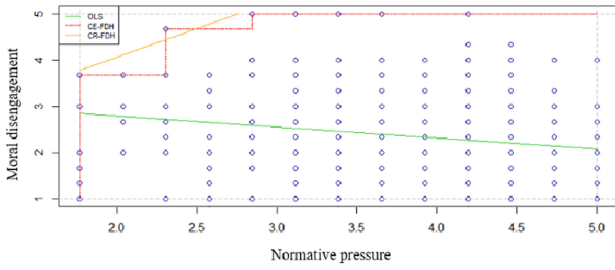 OLS
CE-FDH
CR-FDH
5
4
3
2
1
Moral disengagement
2.0 2.5 3.0 3.5 4.0 4.5 5.0
Normative pressure